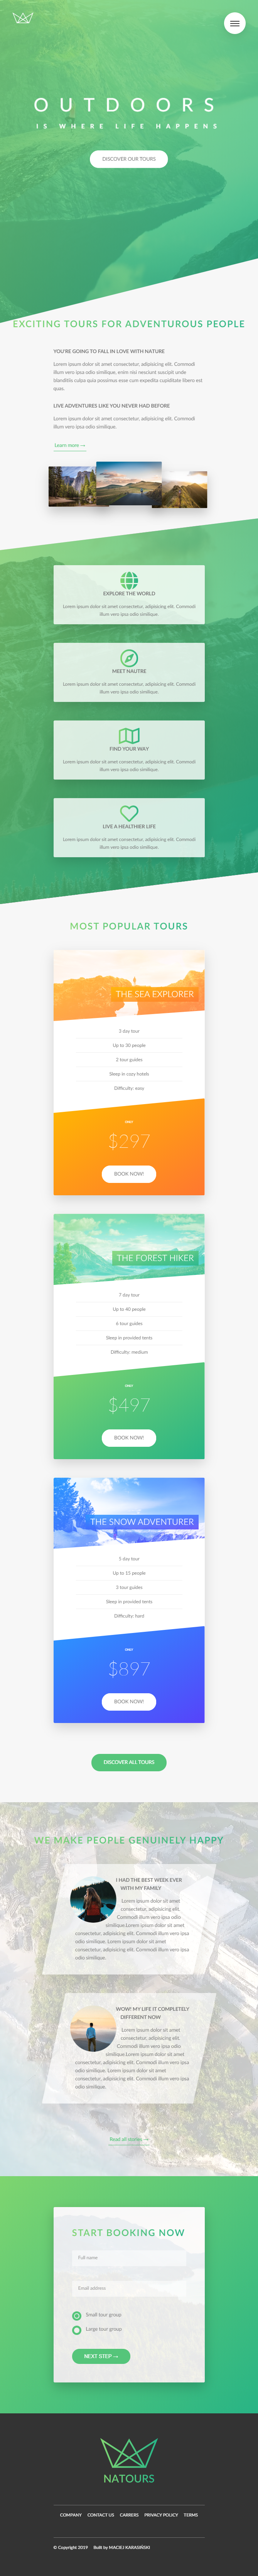 OUTDOORS
IS WHERE LIFE HAPPENS
DISCOVER OUR TOURS
EXCITING TOURS FOR ADVENTUROUS PEOPLE
YOU'RE GOING TO FALL IN LOVE WITH NATURE
Lorem ipsum dolor sit amet consectetur, adipisicing elit. Commodi
illum vero ipsa odio similique, enim nisi nesciunt suscipit unde
blanditiis culpa quia possimus esse cum expedita cupiditate libero est
quas.
LIVE ADVENTURES LIKE YOU NEVER HAD BEFORE
Lorem ipsum dolor sit amet consectetur, adipisicing elit. Commodi
illum vero ipsa odio similique.
Learn more →
EXPLORE THE WORLD
Lorem ipsum dolor sit amet consectetur, adipisicing elit. Commodi
illum vero ipsa odio similique.
MEET NAUTRE
Lorem ipsum dolor sit amet consectetur, adipisicing elit. Commodi
illum vero ipsa odio similique.
FIND YOUR WAY
Lorem ipsum dolor sit amet consectetur, adipisicing elit. Commodi
illum vero ipsa odio similique.
LIVE A HEALTHIER LIFE
Lorem ipsum dolor sit amet consectetur, adipisicing elit. Commodi
illum vero ipsa odio similique.
MOST POPULAR TOURS
THE SEA EXPLORER
3 day tour
Up to 30 people
2 tour guides
Sleep in cozy hotels
Difficulty: easy
ONLY
$297
BOOK NOW!
THE FOREST HIKER
7 day tour
Up to 40 people
6 tour guides
Sleep in provided tents
Difficulty: medium
ONLY
$497
BOOK NOW!
THE SNOW ADVENTURER
5 day tour
Up to 15 people
3 tour guides
Sleep in provided tents
Difficulty: hard
ONLY
$897
BOOK NOW!
DISCOVER ALL TOURS
WE MAKE PEOPLE GENUINELY HAPPY
I HAD THE BEST WEEK EVER
WITH MY FAMILY
Lorem ipsum dolor sit amet
consectetur, adipisicing elit.
Commodi illum vero ipsa odio
similique.Lorem ipsum dolor sit amet
consectetur, adipisicing elit. Commodi illum vero ipsa
odio similique. Lorem ipsum dolor sit amet
consectetur, adipisicing elit. Commodi illum vero ipsa
odio similique.
WOW! MY LIFE IT COMPLETELY
DIFFERENT NOW
Lorem ipsum dolor sit amet
consectetur, adipisicing elit.
Commodi illum vero ipsa odio
similique.Lorem ipsum dolor sit amet
consectetur, adipisicing elit. Commodi illum vero ipsa
odio similique. Lorem ipsum dolor sit amet
consectetur, adipisicing elit. Commodi illum vero ipsa
odio similique.
Read all stories →
START BOOKING NOW
Full name
Email address
Small tour group
Large tour group
NEXT STEP →
NATOURS
COMPANY CONTACT US CARRERS PRIVACY POLICY TERMS
© Copyright 2019 Built by MACIEJ KARASIŃSKI